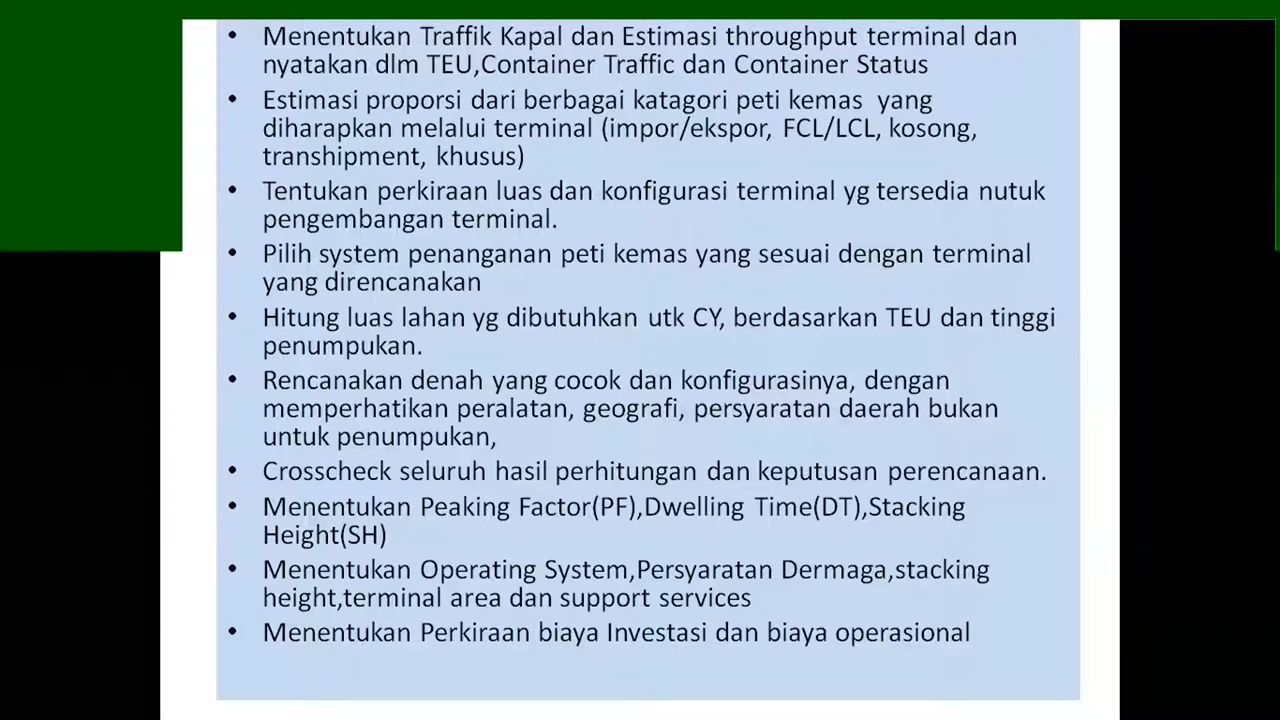 • Menentukan Traffik Kapal dan Estimasi throughput terminal dan
nyatakan dlm TEU,Container Traffic dan Container Status
• Estimasi proporsi dari berbagai katagori peti kemas yang
diharapkan melalui terminal (impor/ekspor, FCL/LCL, kosong,
transhipment, khusus)
• Tentukan perkiraan luas dan konfigurasi terminal yg tersedia nutuk
pengembangan terminal.
• Pilih system penanganan peti kemas yang sesuai dengan terminal
yang direncanakan
• Hitung luas lahan yg dibutuhkan utk CY, berdasarkan TEU dan tinggi
penumpukan.
• Rencanakan denah yang cocok dan konfigurasinya, dengan
memperhatikan peralatan, geografi, persyaratan daerah bukan
untuk penumpukan,
• Crosscheck seluruh hasil perhitungan dan keputusan perencanaan.
• Menentukan Peaking Factor(PF),Dwelling Time(DT),Stacking
Height(SH)
• Menentukan Operating System,Persyaratan Dermaga,stacking
height,terminal area dan support services
• Menentukan Perkiraan biaya Investasi dan biaya operasional